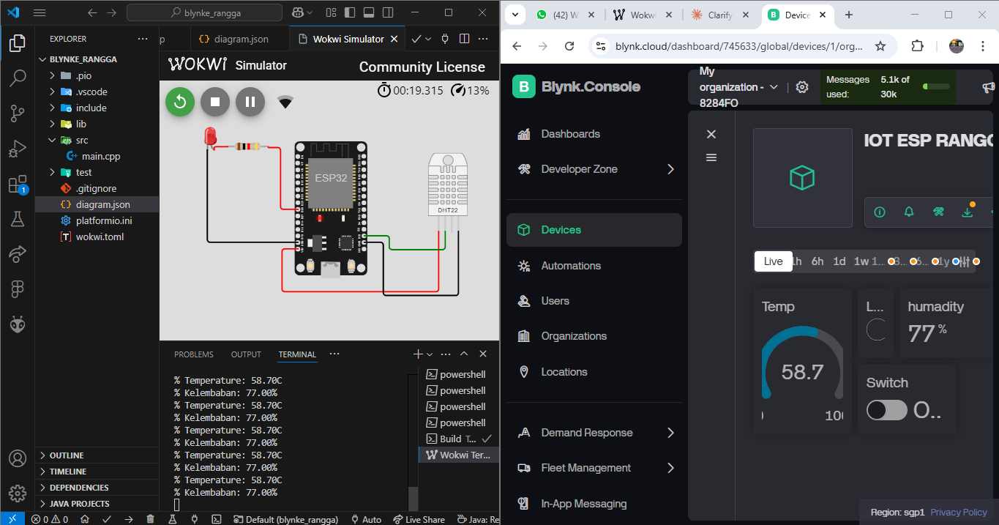 blynke_rangga
EXPLORER
BLYNKE_RANGGA
.pio
.vscode
include
lib
src
main.cpp
test
.gitignore
diagram.json
platformio.ini
wokwi.toml
OUTLINE
TIMELINE
DEPENDENCIES
JAVA PROJECTS
1
p
diagram.json
Wokwi Simulator
WOKWI Simulator
Community License
00:19.315
13%
ESP32
DHT22
PROBLEMS
OUTPUT
TERMINAL
% Temperature: 58.70C
% Kelembaban: 77.00%
% Temperature: 58.70C
% Kelembaban: 77.00%
% Temperature: 58.70C
% Kelembaban: 77.00%
% Temperature: 58.70C
% Kelembaban: 77.00%
% Temperature: 58.70C
% Kelembaban: 77.00%
powershell
powershell
powershell
powershell
Build T...
Wokwi Ter...
0 0
Default (blynke_rangga)
Auto
Live Share
Java: Re
(42) W
Wokwi
Clarify
Device
blynk.cloud/dashboard/745633/global/devices/1/org...
B Blynk.Console
My organization - 8284FO
Messages used:
5.1k of 30k
Dashboards
Developer Zone
Devices
Automations
Users
Organizations
Locations
Demand Response
Fleet Management
In-App Messaging
IOT ESP RANGG
Live
1h
6h
1d
1w
1...
3...
6...
1y
Temp
58.7
0
100
L...
humadity
77 %
Switch
O..
Region: sgp1
Privacy Policy